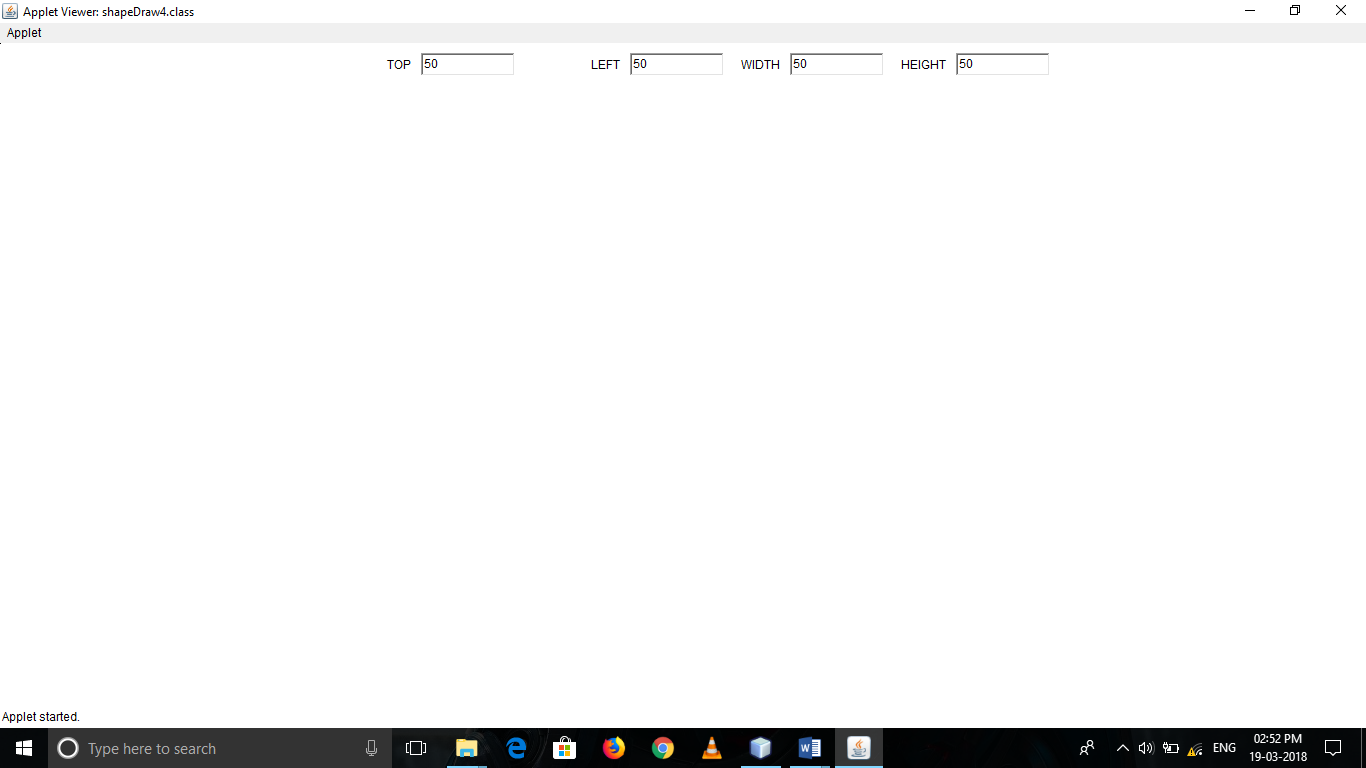 Applet Viewer: shapeDraw4.class
Applet
TOP 50 LEFT 50 WIDTH 50 HEIGHT 50
Applet started.
Type here to search
ENG
02:52 PM
19-03-2018